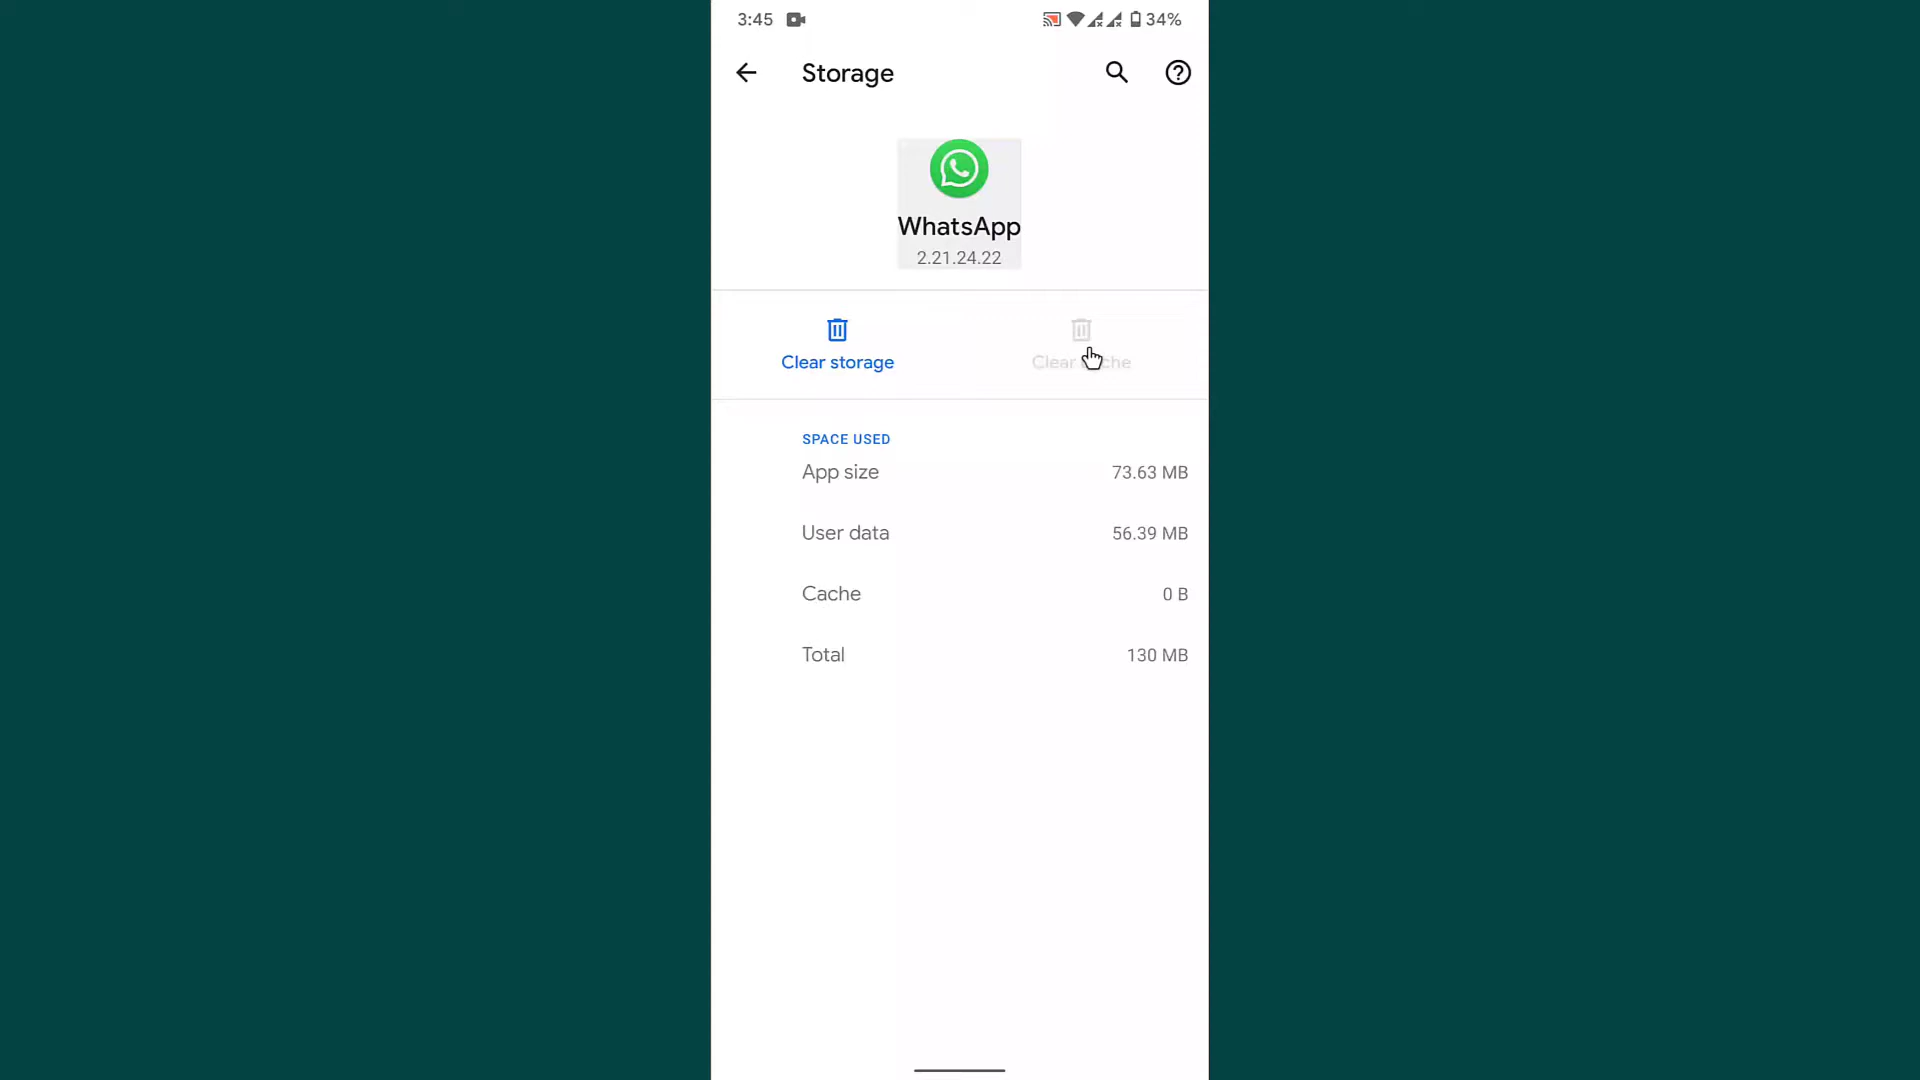 3:45 34%
Storage
WhatsApp
2.21.24.22
Clear storage
Clear
SPACE USED
App size 73.63 MB
User data 56.39 MB
Cache 0 B
Total 130 MB